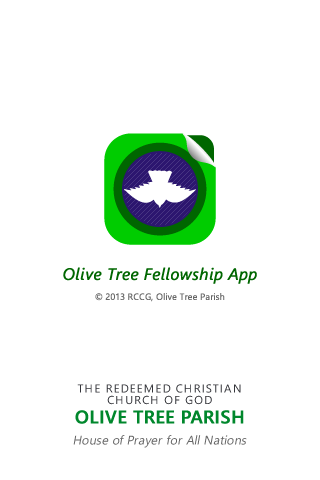 Olive Tree Fellowship App
© 2013 RCCG, Olive Tree Parish
THE REDEEMED CHRISTIAN
CHURCH OF GOD
OLIVE TREE PARISH
House of Prayer for All Nations